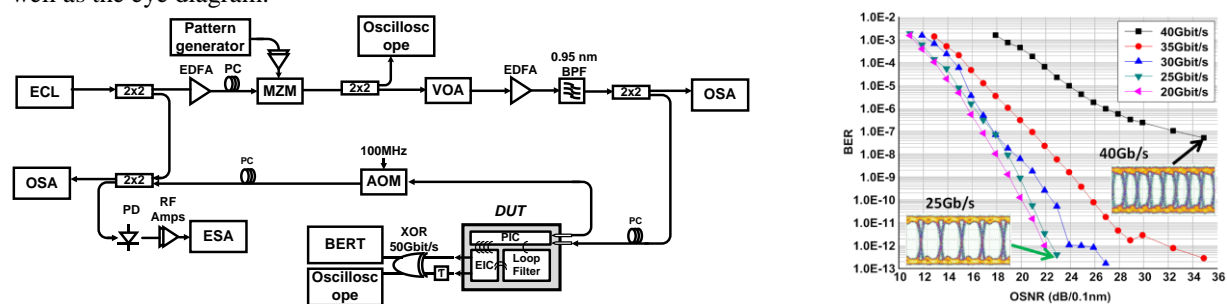 well as the eye diagram.
Pattern
generator
Oscillosc
ope
EDFA
PC
0.95 nm
BPF
EDFA
ECL
2x2
MZM
2x2
VOA
2x2
OSA
100MHz
PC
OSA
2x2
AOM
PD
RF
Amps
ESA
DUT
PC
XOR
50Gbit/s
PIC
BERT
EIC
Loop
Filter
Oscillosc
ope
τ
1.0E-02
1.0E-03
1.0E-04
1.0E-05
1.0E-06
1.0E-7
1.0E-8
1.0E-9
1.0E-10
1.0E-11
1.0E-12
1.0E-13
BER
40Gbit/s
35Gbit/s
30Gbit/s
25Gbit/s
20Gbit/s
40Gb/s
25Gb/s
10 12 14 16 18 20 22 24 26 28 30 32 34 36
OSNR (dB/0.1nm)